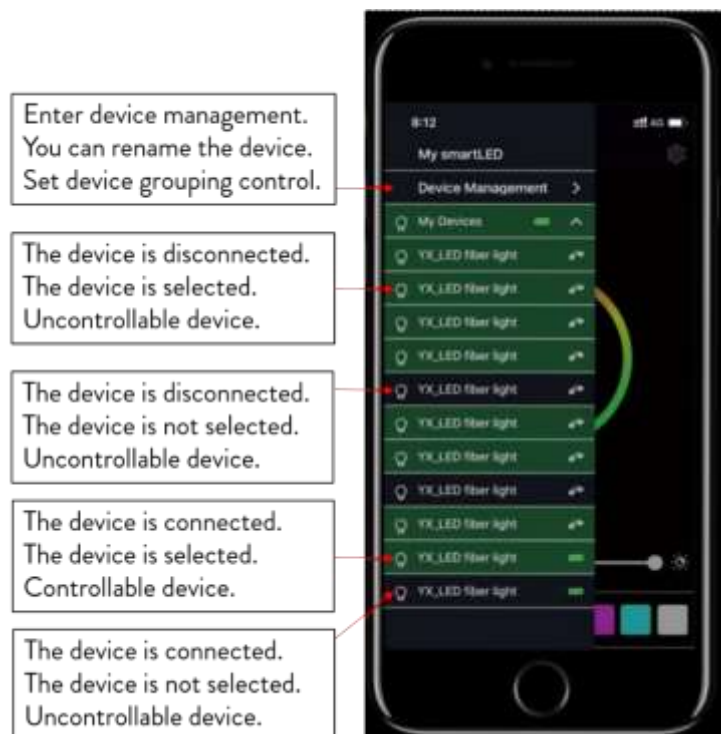 Enter device management.
You can rename the device.
Set device grouping control.
The device is disconnected.
The device is selected.
Uncontrollable device.
The device is disconnected.
The device is not selected.
Uncontrollable device.
The device is connected.
The device is selected.
Controllable device.
The device is connected.
The device is not selected.
Uncontrollable device.
8:12
4G
My smartLED
Device Management
My Devices
YX_LED fiber light
YX_LED fiber light
YX_LED fiber light
YX_LED fiber light
YX_LED fiber light
YX_LED fiber light
YX_LED fiber light
YX_LED fiber light
YX_LED fiber light
YX_LED fiber light
YX_LED fiber light